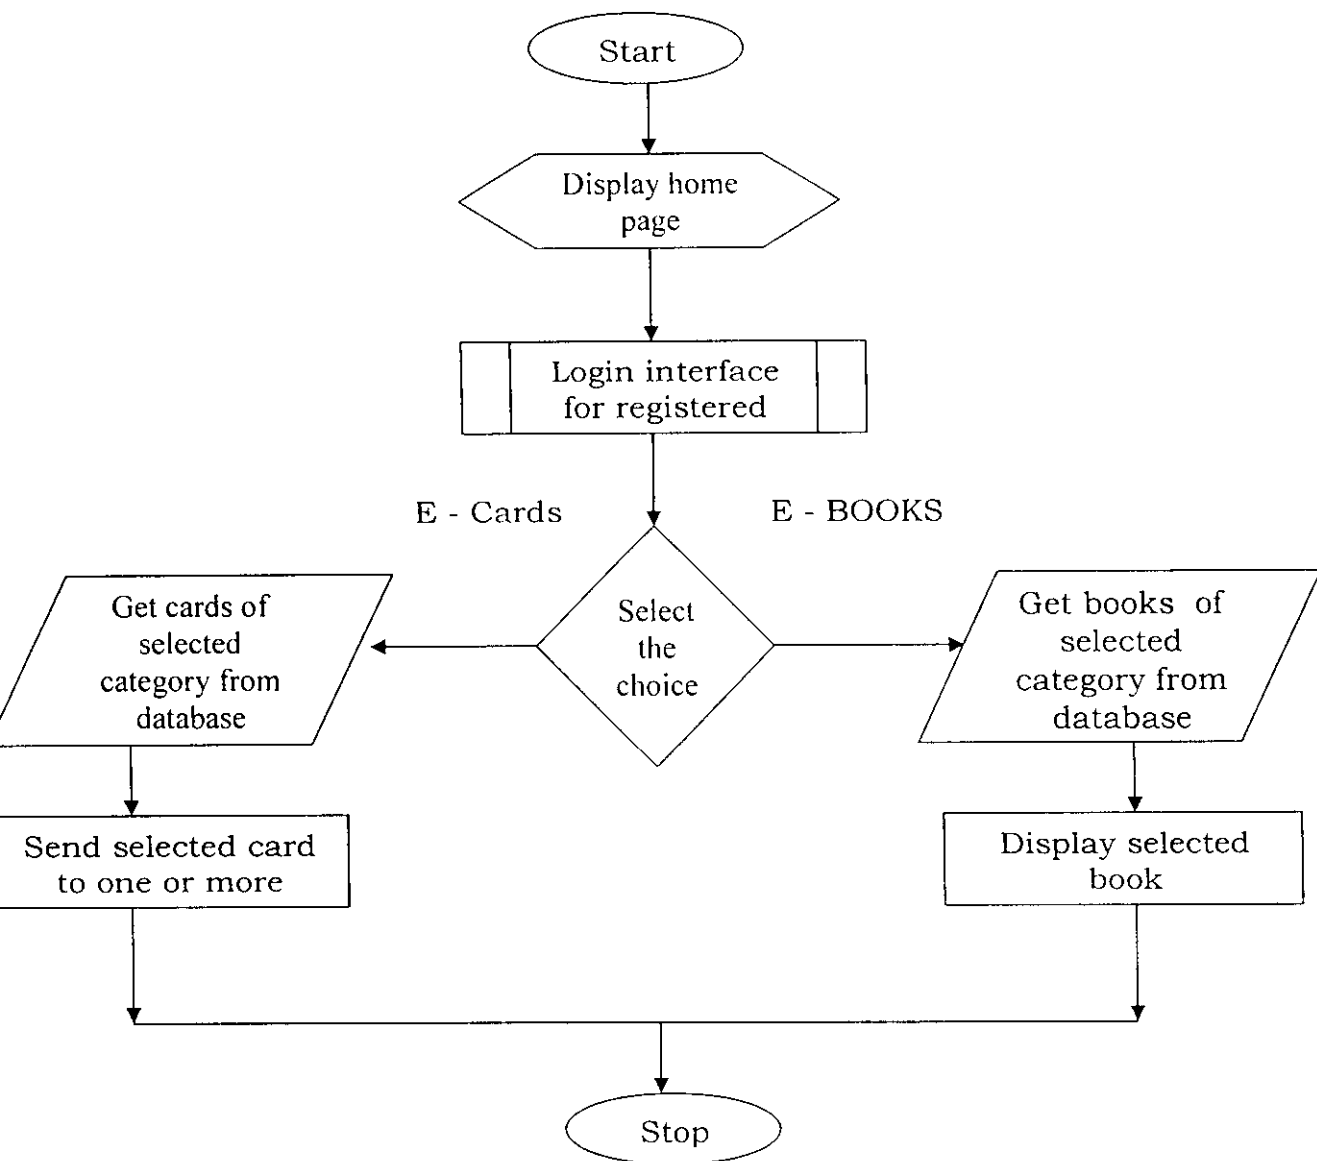 Start
Display home
page
Login interface
for registered
E - Cards
E - BOOKS
Get cards of
selected
category from
database
Select
the
choice
Get books of
selected
category from
database
Send selected card
to one or more
Display selected
book
Stop